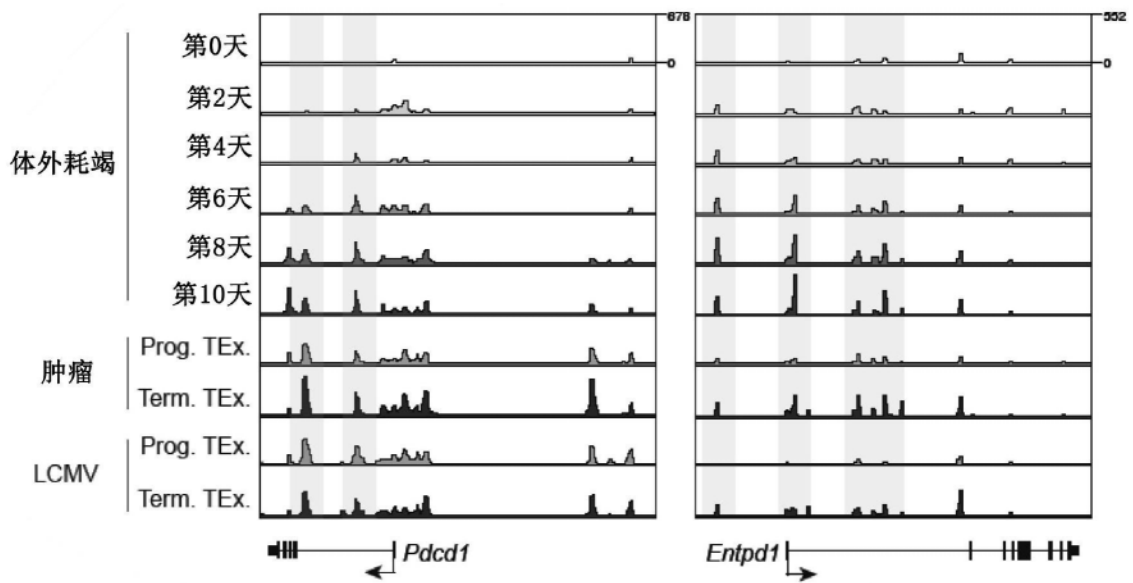 体外耗竭
第0天
第2天
第4天
第6天
第8天
第10天
肿瘤
Prog. TEx.
Term. TEx.
LCMV
Prog. TEx.
Term. TEx.
678
0
552
0
Pdcd1
Entpd1